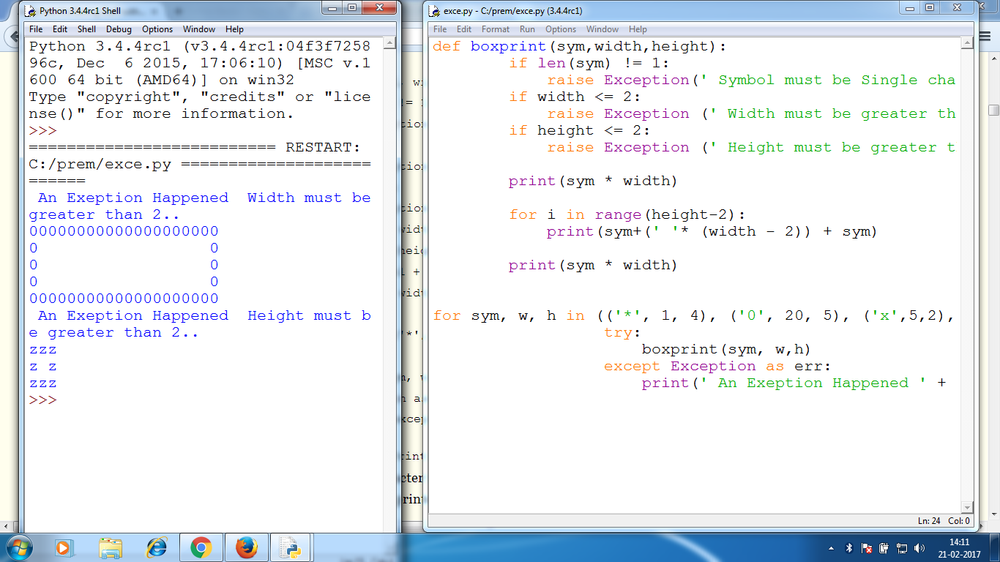 Python 3.4.4rc1 Shell
File Edit Shell Debug Options Window Help
Python 3.4.4rc1 (v3.4.4rc1:04f3f7258
96c, Dec  6 2015, 17:06:10) [MSC v.1
600 64 bit (AMD64)] on win32
Type "copyright", "credits" or "lice
nse()" for more information.
>>>
========================== RESTART:
C:/prem/exce.py ====================
======
 An Exeption Happened  Width must be
greater than 2..
00000000000000000000
0                  0
0                  0
0                  0
00000000000000000000
 An Exeption Happened  Height must b
e greater than 2..
zzz
z z
zzz
>>>
exce.py - C:/prem/exce.py (3.4.4rc1)
File Edit Format Run Options Window Help
def boxprint(sym,width,height):
        if len(sym) != 1:
            raise Exception(' Symbol must be Single cha
        if width <= 2:
            raise Exception (' Width must be greater th
        if height <= 2:
            raise Exception (' Height must be greater t
        print(sym * width)
        for i in range(height-2):
            print(sym+(' '* (width - 2)) + sym)
        print(sym * width)
for sym, w, h in (('*', 1, 4), ('0', 20, 5), ('x',5,2),
                  try:
                      boxprint(sym, w,h)
                  except Exception as err:
                      print(' An Exeption Happened ' +
Ln: 24 Col: 0
14:11
21-02-2017